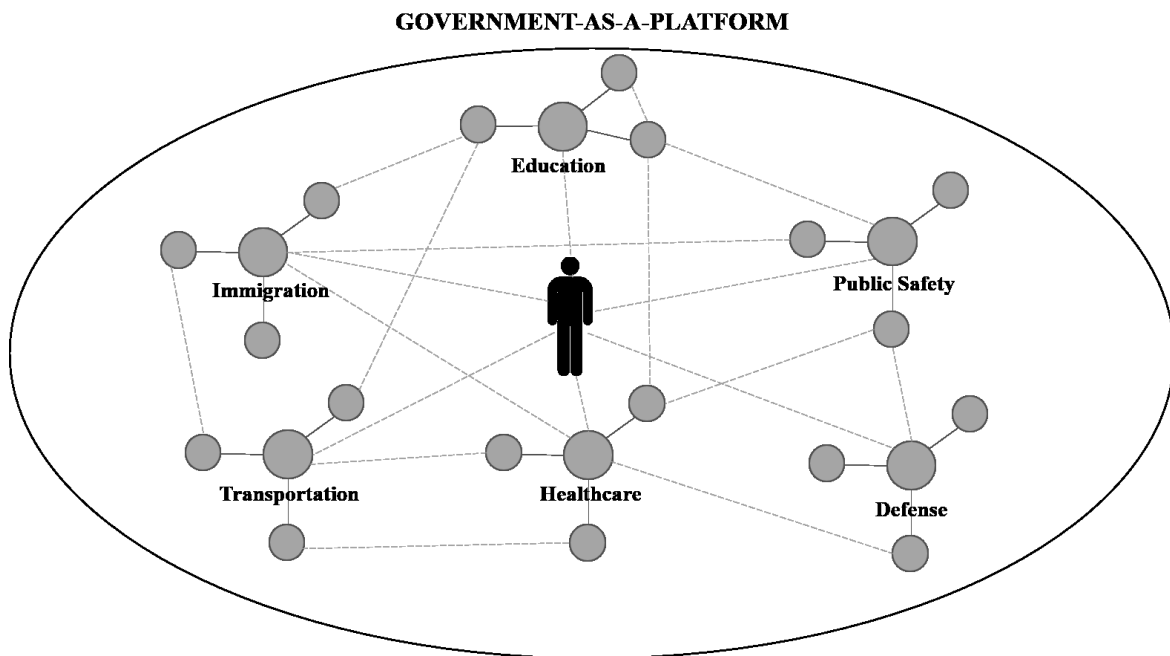 GOVERNMENT-AS-A-PLATFORM
Education
Immigration
Public Safety
Transportation
Healthcare
Defense